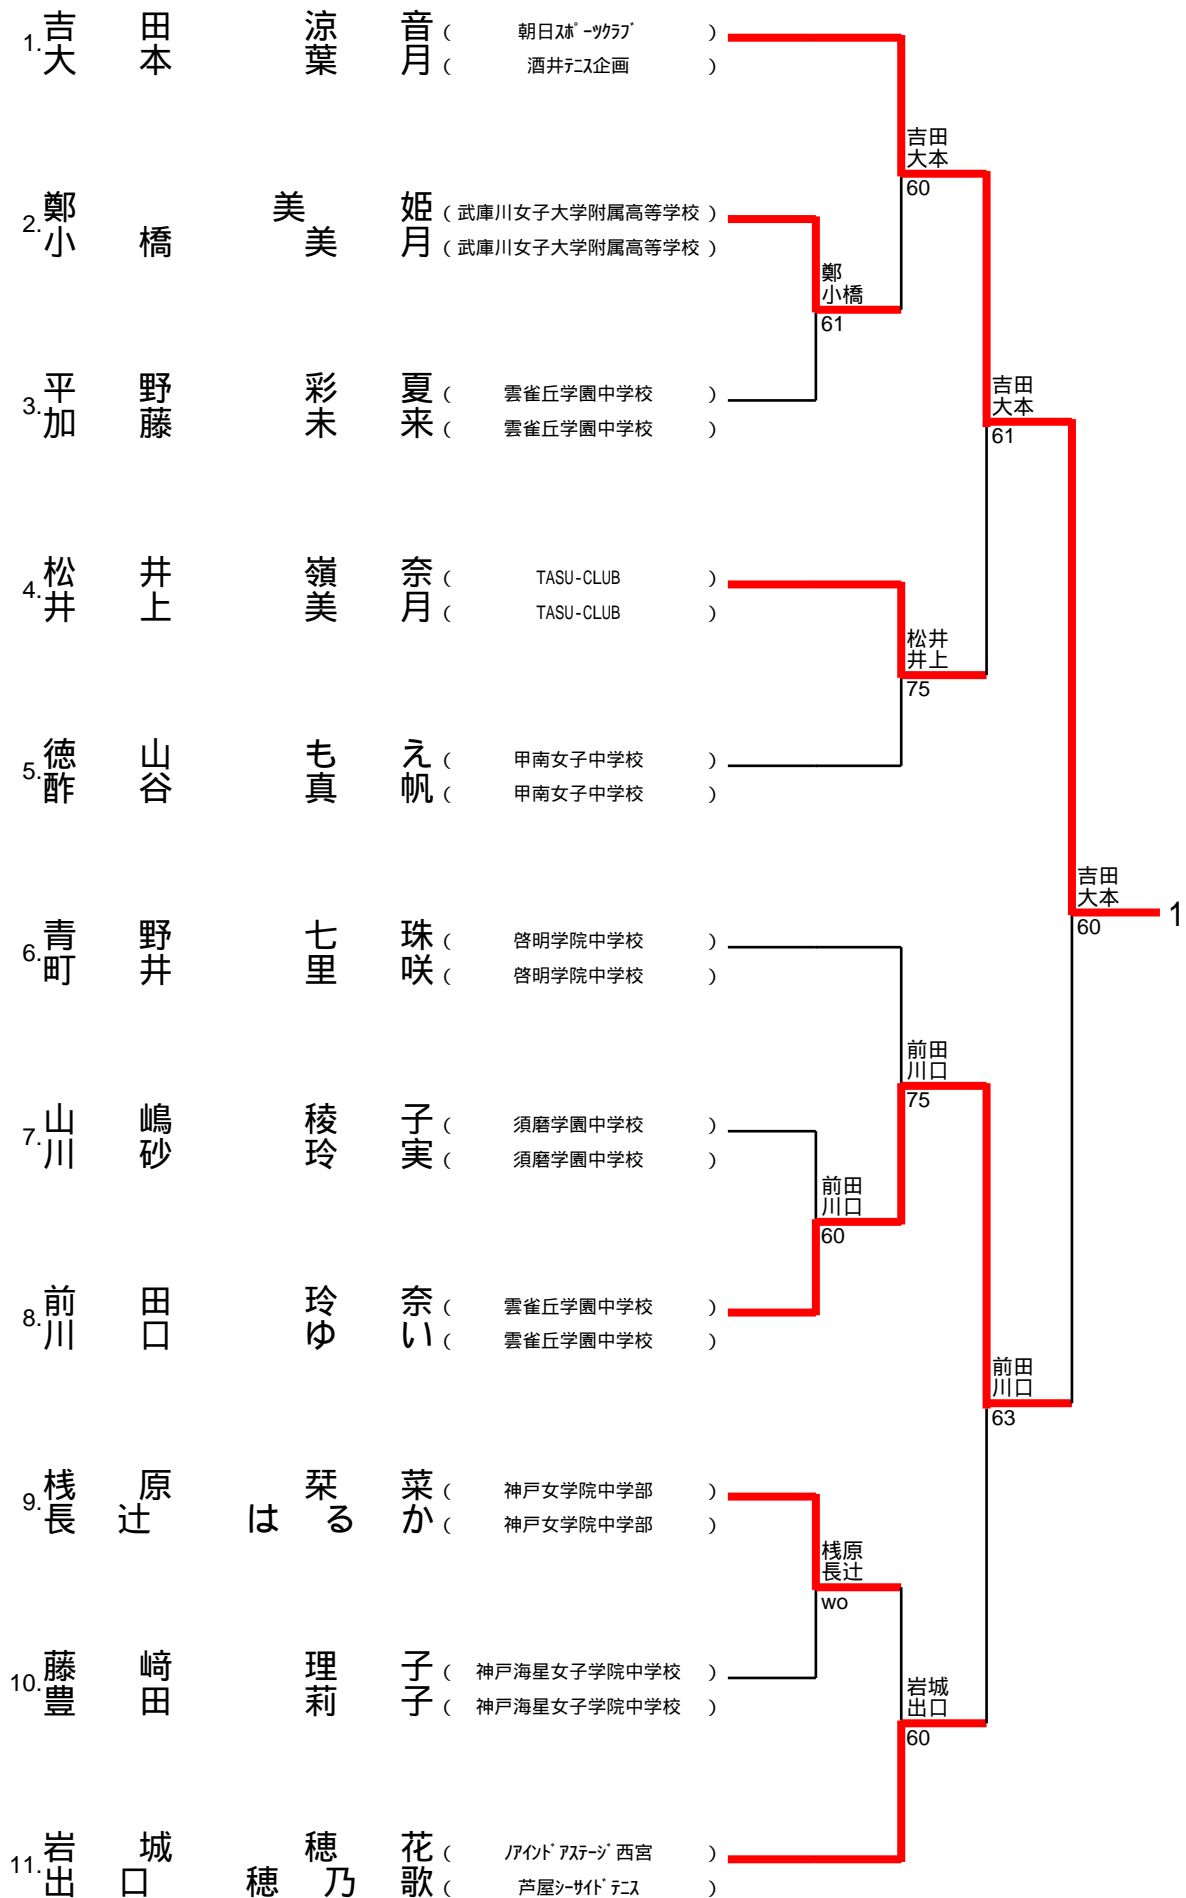 1. 吉田 涼音 ( 朝日スポーツクラブ )
大本 葉月 ( 酒井テニス企画 )
吉田
大本
60
2. 鄭 美姫 ( 武庫川女子大学附属高等学校 )
小橋 美月 ( 武庫川女子大学附属高等学校 )
鄭
小橋
61
3. 平野 彩夏 ( 雲雀丘学園中学校 )
加藤 未来 ( 雲雀丘学園中学校 )
吉田
大本
61
4. 松井 嶺奈 ( TASU-CLUB )
井上 美月 ( TASU-CLUB )
松井
井上
75
5. 徳山 もえ ( 甲南女子中学校 )
酢谷 真帆 ( 甲南女子中学校 )
吉田
大本
60
1
6. 青野 七珠 ( 啓明学院中学校 )
町井 里咲 ( 啓明学院中学校 )
前田
川口
75
7. 山嶋 稜子 ( 須磨学園中学校 )
川砂 玲実 ( 須磨学園中学校 )
前田
川口
60
8. 前田 玲奈 ( 雲雀丘学園中学校 )
川口 ゆい ( 雲雀丘学園中学校 )
前田
川口
63
9. 桟原 栞菜 ( 神戸女学院中学部 )
長辻 はるか ( 神戸女学院中学部 )
桟原
長辻
wo
10. 藤﨑 理子 ( 神戸海星女子学院中学校 )
豊田 莉子 ( 神戸海星女子学院中学校 )
岩城
出口
60
11. 岩城 穂花 ( ノアインドアステージ西宮 )
出口 穂乃歌 ( 芦屋シーサイドテニス )